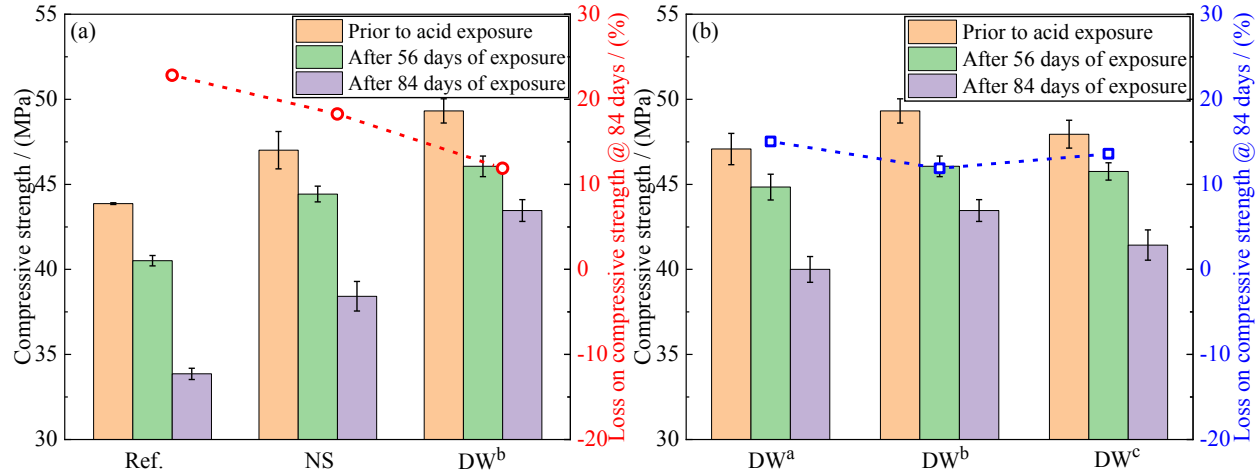 (a)
Prior to acid exposure
After 56 days of exposure
After 84 days of exposure
Compressive strength / (MPa)
55
50
45
40
35
30
Ref.
NS
DWᵇ
30
20
10
0
-10
-20
Loss on compressive strength @ 84 days / (%)
(b)
Prior to acid exposure
After 56 days of exposure
After 84 days of exposure
Compressive strength / (MPa)
55
50
45
40
35
30
DWᵃ
DWᵇ
DWᶜ
30
20
10
0
-10
-20
Loss on compressive strength @ 84 days / (%)